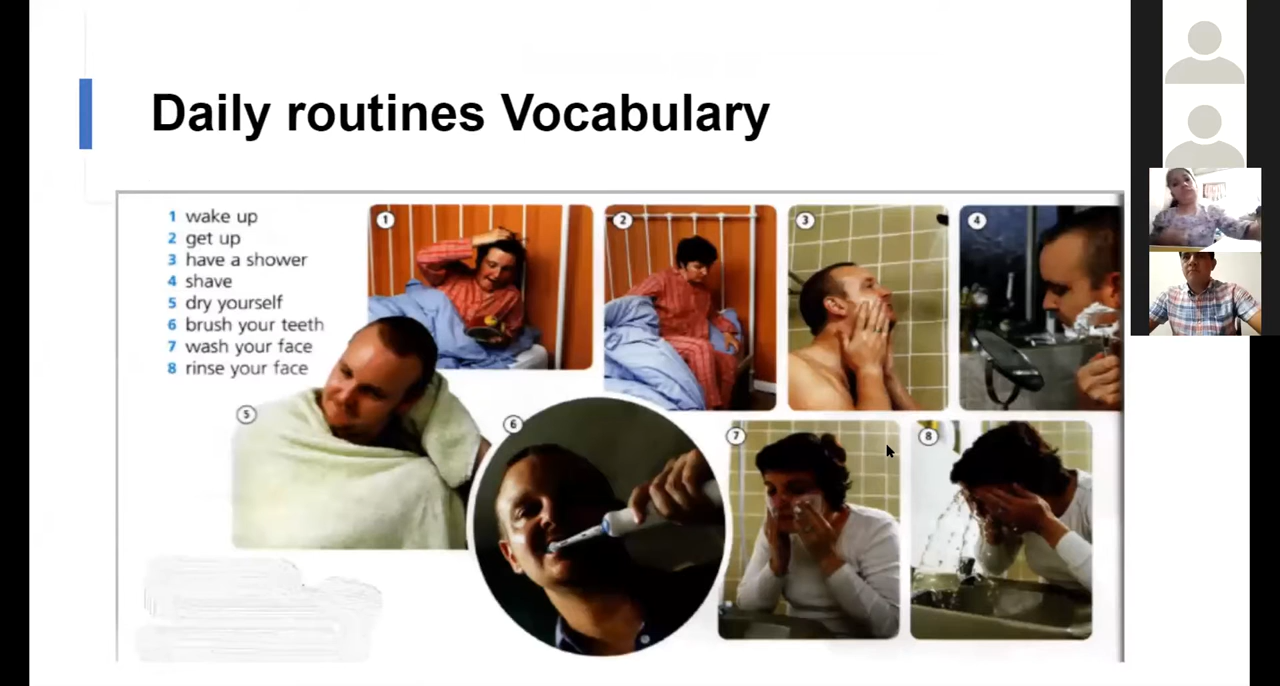 Daily routines Vocabulary
1 wake up
2 get up
3 have a shower
4 shave
5 dry yourself
6 brush your teeth
7 wash your face
8 rinse your face
1
2
3
4
5
6
7
8